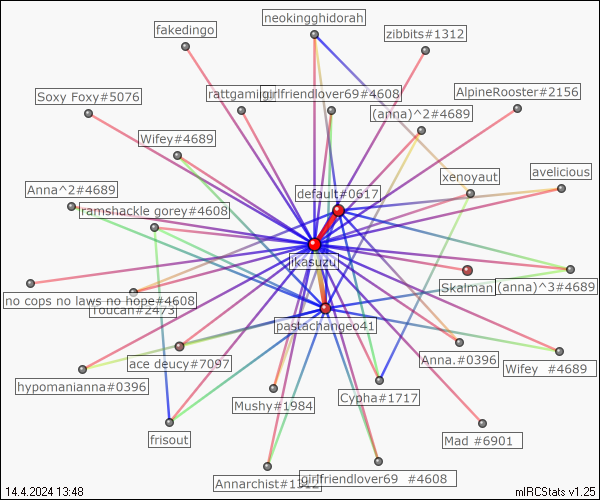 neokingghidorah
fakedingo
zibbits#1312
Soxy Foxy#5076
girlfriendlover69#4608
AlpineRooster#2156
(anna)^2#4689
Wifey#4689
xenoyaut
avelicious
Anna^2#4689
default#0617
ramshackle gorey#4608
jkasuzu
no cops no laws no hope#4608
Toucan#2473
Skalman
(anna)^3#4689
pastachangeo41
ace deucy#7097
Anna.#0396
Wifey #4689
hypomanianna#0396
Mushy#1984
Cypha#1717
frisout
Mad #6901
Annarchist#1312
girlfriendlover69 #4608
14.4.2024 13:48
mIRCStats v1.25